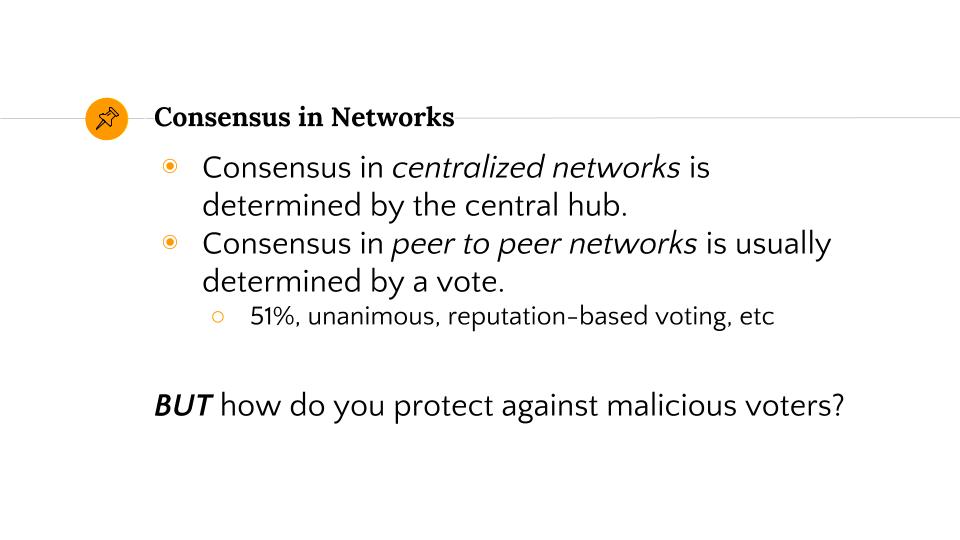 Consensus in Networks
Consensus in centralized networks is
determined by the central hub.
Consensus in peer to peer networks is usually
determined by a vote.
51%, unanimous, reputation-based voting, etc
BUT how do you protect against malicious voters?